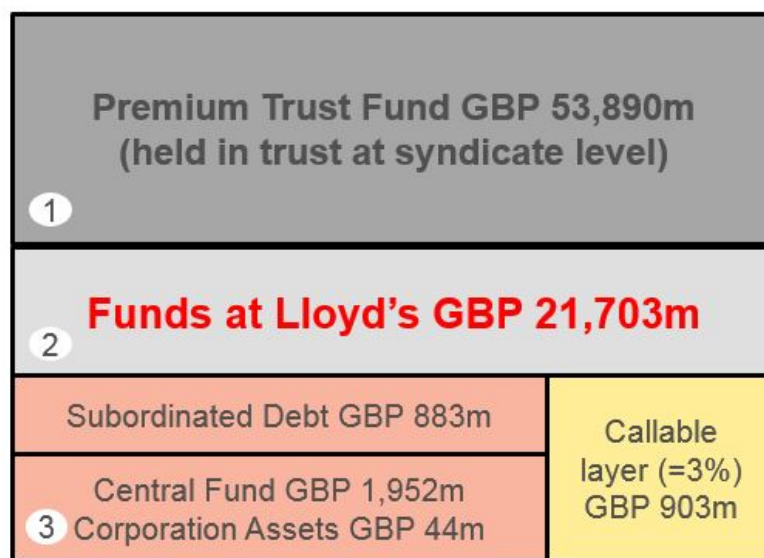 Premium Trust Fund GBP 53,890m
(held in trust at syndicate level)
1
Funds at Lloyd’s GBP 21,703m
2
Subordinated Debt GBP 883m
Central Fund GBP 1,952m
3 Corporation Assets GBP 44m
Callable
layer (=3%)
GBP 903m